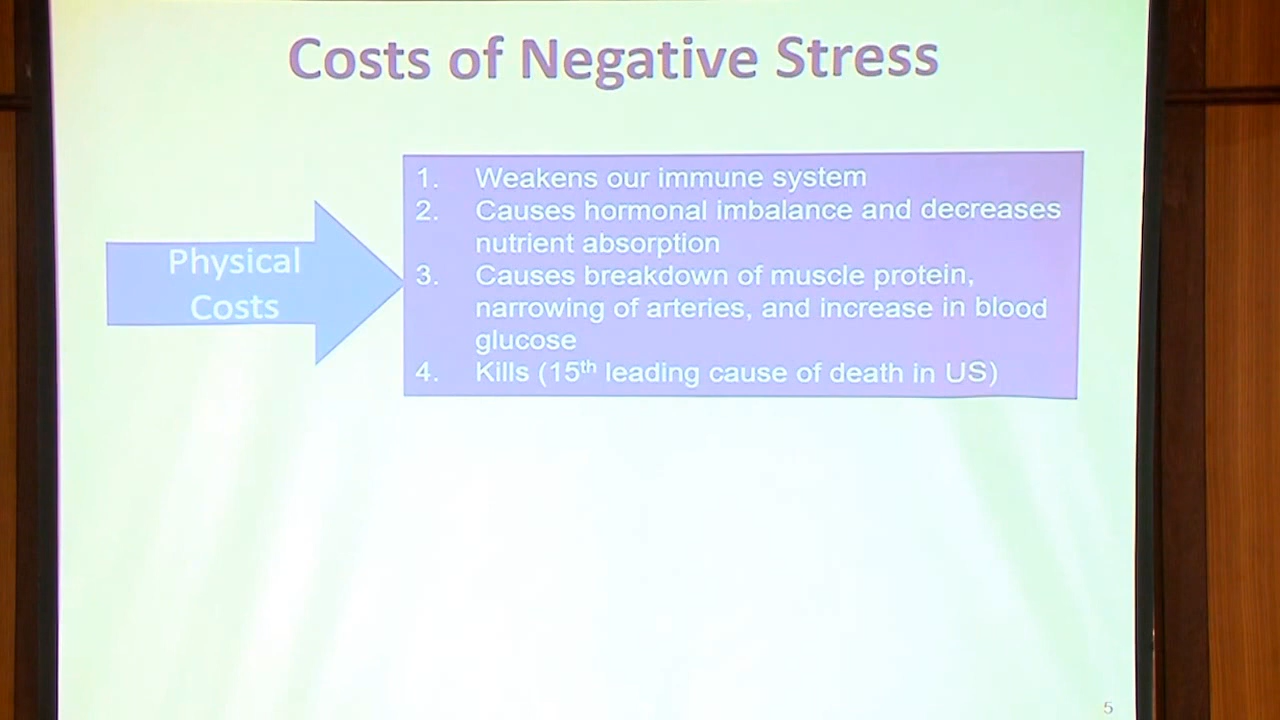 Costs of Negative Stress
Physical
Costs
1. Weakens our immune system
2. Causes hormonal imbalance and decreases
nutrient absorption
3. Causes breakdown of muscle protein,
narrowing of arteries, and increase in blood
glucose
4. Kills (15th leading cause of death in US)
5